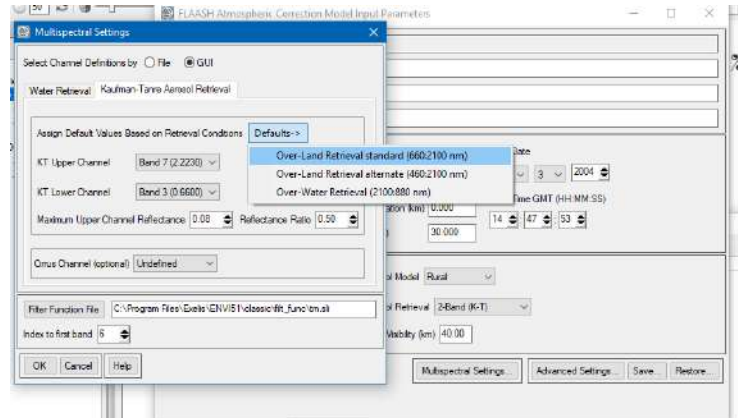 FLAASH Atmospheric Correction Model Input Parameters
Multispectral Settings
Select Channel Definitions by File GUI
Water Retrieval Kaufman-Tanre Aerosol Retrieval
Assign Default Values Based on Retrieval Conditions Defaults->
Over-Land Retrieval standard (660:2100 nm)
Over-Land Retrieval alternate (460:2100 nm)
Over-Water Retrieval (2100:880 nm)
KT Upper Channel Band 7 (2.2230)
KT Lower Channel Band 3 (0.6600)
Maximum Upper Channel Reflectance 0.08 Reflectance Ratio 0.50
Cirrus Channel (optional) Undefined
Filter Function File C:\Program Files\Exelis\ENVI51\classic\filt_func\tm.sli
Index to first band 6
OK Cancel Help
3 2004
Time GMT (HH:MM:SS)
(km) 0.000
14 47 : 53
30.000
Model Rural
Retrieval 2-Band (K-T)
Visibility (km) 40.00
Multispectral Settings... Advanced Settings... Save... Restore...